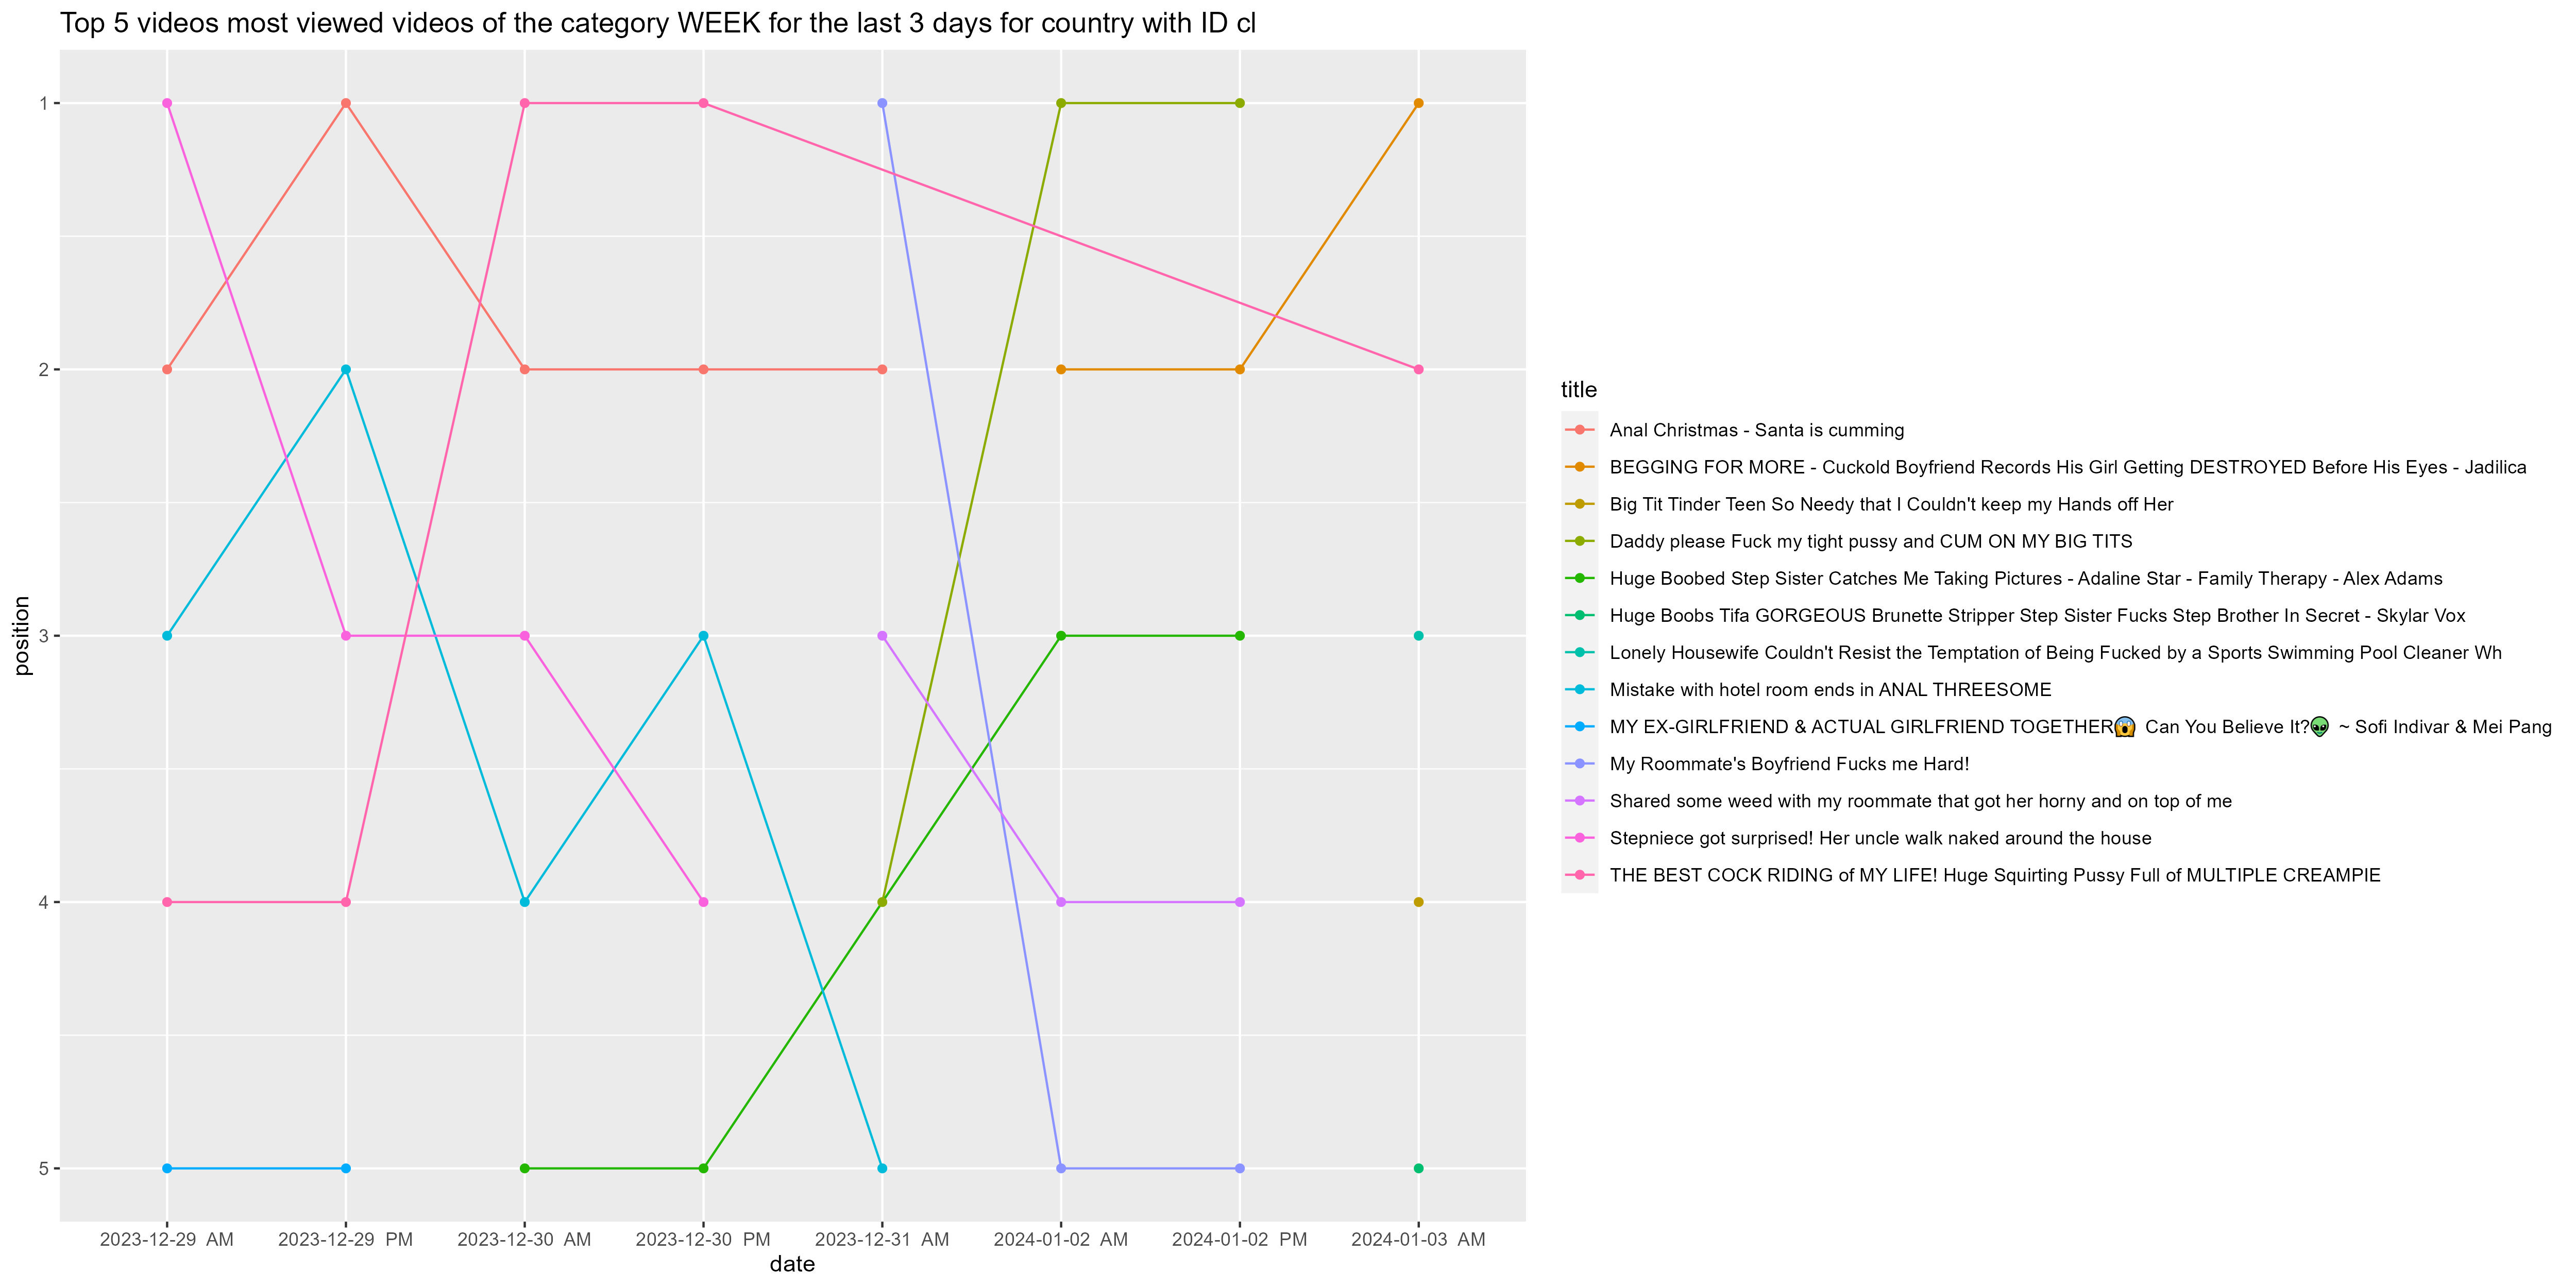 Top 5 videos most viewed videos of the category WEEK for the last 3 days for country with ID cl
position
1
2
3
4
5
2023-12-29 AM
2023-12-29 PM
2023-12-30 AM
2023-12-30 PM
2023-12-31 AM
2024-01-02 AM
2024-01-02 PM
2024-01-03 AM
date
title
Anal Christmas - Santa is cumming
BEGGING FOR MORE - Cuckold Boyfriend Records His Girl Getting DESTROYED Before His Eyes - Jadilica
Big Tit Tinder Teen So Needy that I Couldn't keep my Hands off Her
Daddy please Fuck my tight pussy and CUM ON MY BIG TITS
Huge Boobed Step Sister Catches Me Taking Pictures - Adaline Star - Family Therapy - Alex Adams
Huge Boobs Tifa GORGEOUS Brunette Stripper Step Sister Fucks Step Brother In Secret - Skylar Vox
Lonely Housewife Couldn't Resist the Temptation of Being Fucked by a Sports Swimming Pool Cleaner Wh
Mistake with hotel room ends in ANAL THREESOME
MY EX-GIRLFRIEND & ACTUAL GIRLFRIEND TOGETHER😱 Can You Believe It?👽 ~ Sofi Indivar & Mei Pang
My Roommate's Boyfriend Fucks me Hard!
Shared some weed with my roommate that got her horny and on top of me
Stepniece got surprised! Her uncle walk naked around the house
THE BEST COCK RIDING of MY LIFE! Huge Squirting Pussy Full of MULTIPLE CREAMPIE